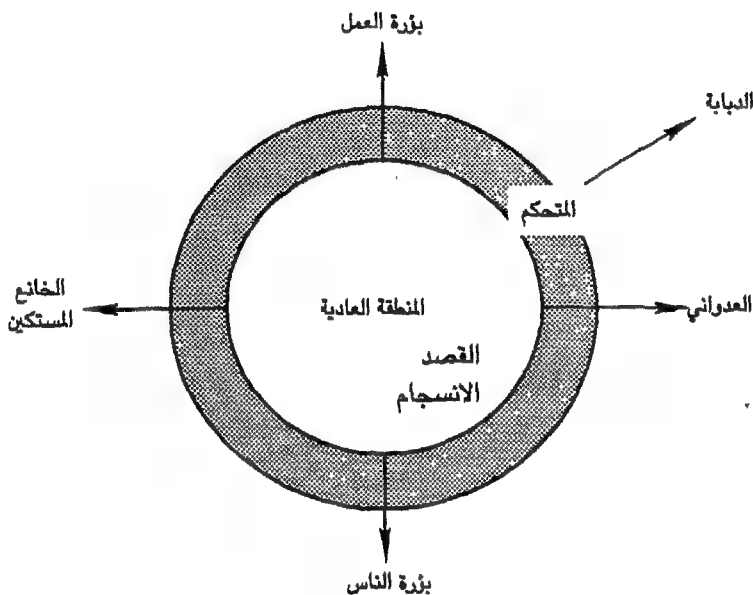 بؤرة العمل
الدبابة
المتحكم
العدواني
المنطقة العادية
الخانع
المستكين
القصد
الانسجام
بؤرة الناس